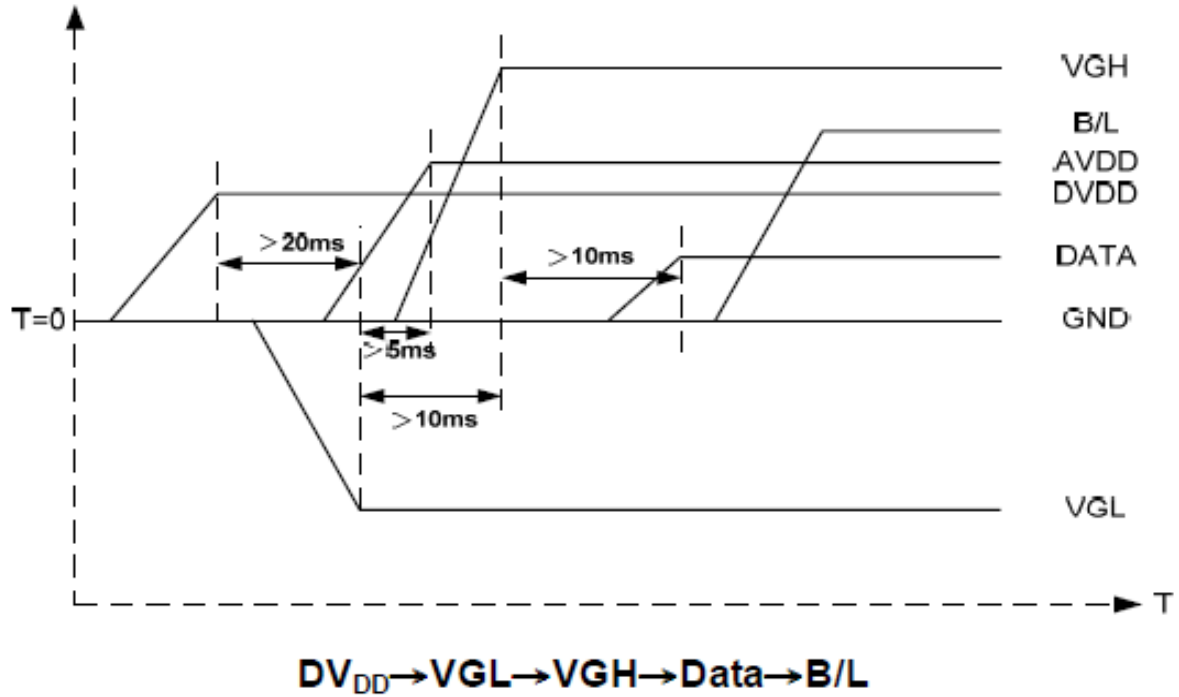 VGH
B/L
AVDD
DVDD
>20ms
>10ms
DATA
T=0
GND
>5ms
>10ms
VGL
T
DVDD→VGL→VGH→Data→B/L